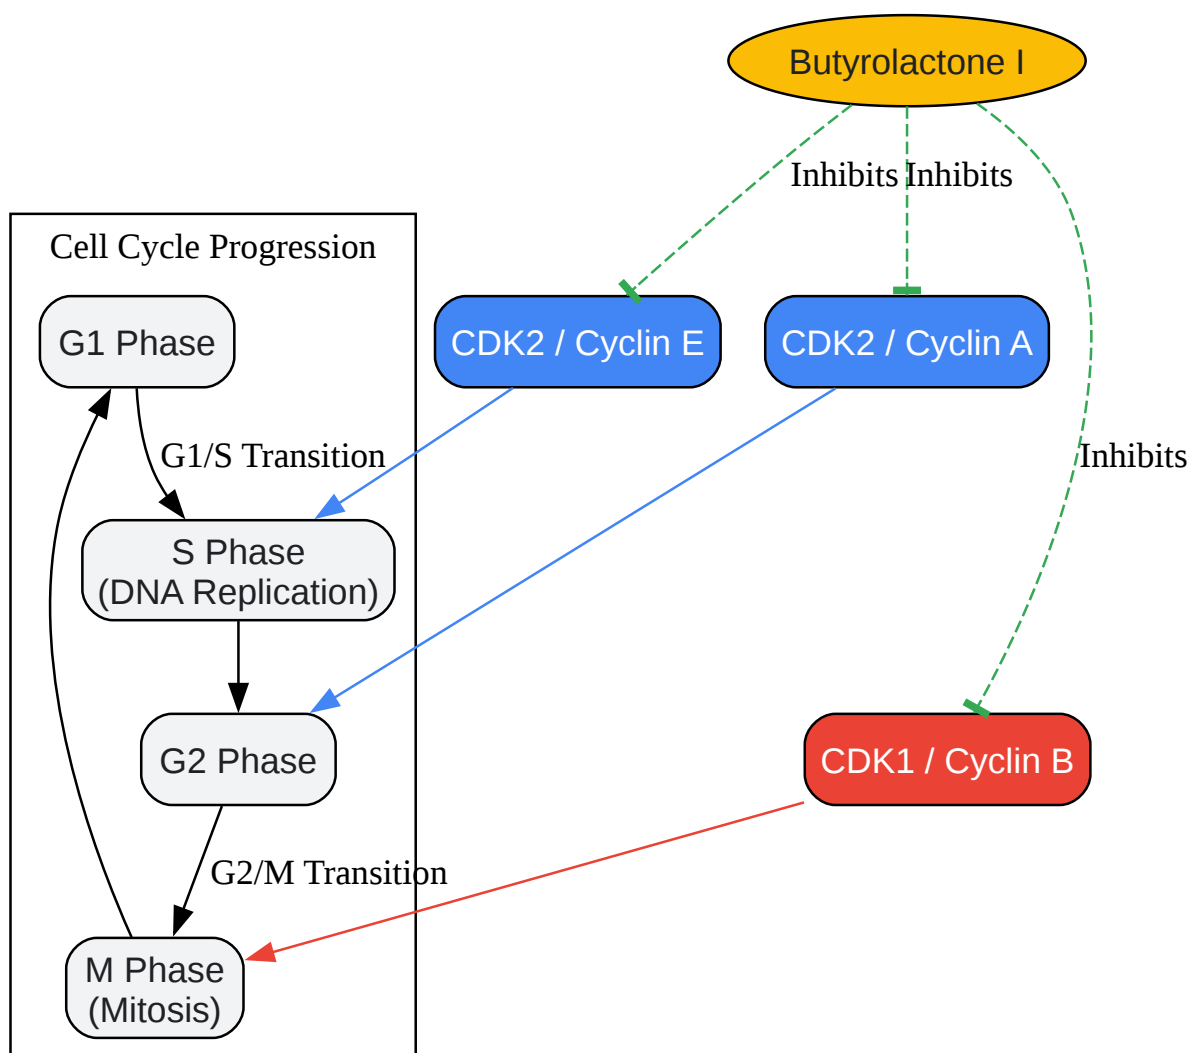 Butyrolactone I
Inhibits
Inhibits
Cell Cycle Progression
G1 Phase
CDK2 / Cyclin E
CDK2 / Cyclin A
G1/S Transition
Inhibits
S Phase
(DNA Replication)
G2 Phase
CDK1 / Cyclin B
G2/M Transition
M Phase
(Mitosis)